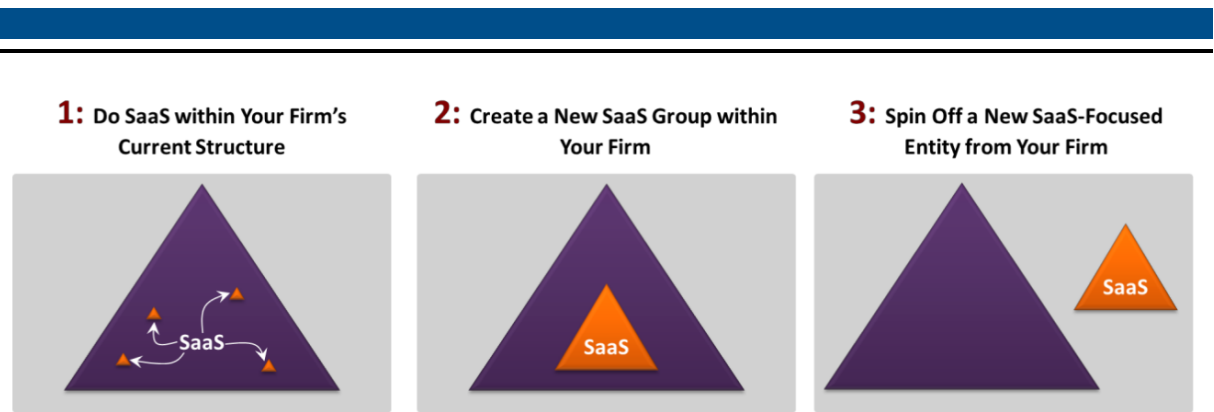 1: Do SaaS within Your Firm's
Current Structure
2: Create a New SaaS Group within
Your Firm
3: Spin Off a New SaaS-Focused
Entity from Your Firm
SaaS
SaaS
SaaS